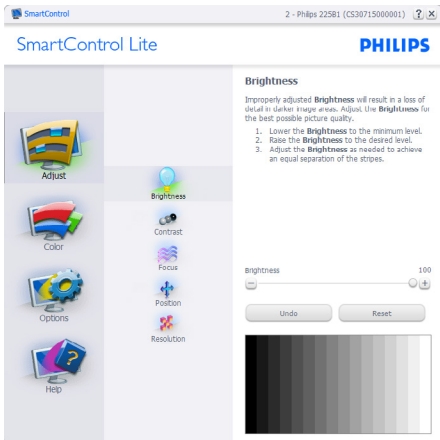 SmartControl
2 - Philips 225B1 (CS30715000001)
? X
SmartControl Lite
PHILIPS
Adjust
Color
Options
Help
Brightness
Contrast
Focus
Position
Resolution
Brightness
Improperly adjusted Brightness will result in a loss of
detail in darker image areas. Adjust the Brightness for
the best possible picture quality.
1. Lower the Brightness to the minimum level.
2. Raise the Brightness to the desired level.
3. Adjust the Brightness as needed to achieve
an equal separation of the stripes.
Brightness 100
Undo Reset